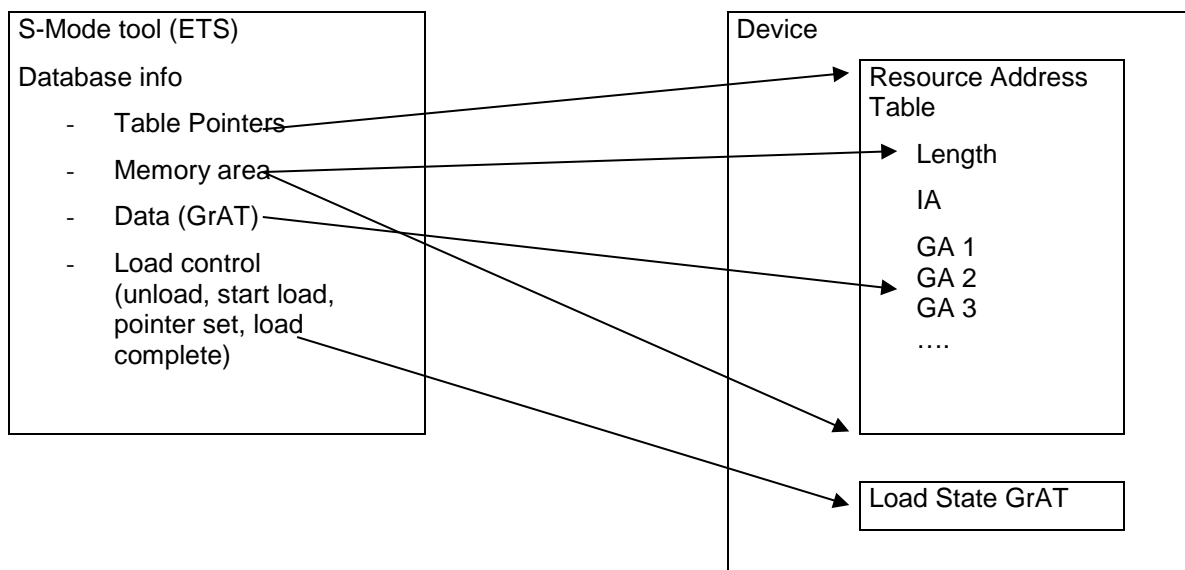 S-Mode tool (ETS)
Database info
- Table Pointers
- Memory area
- Data (GrAT)
- Load control
(unload, start load,
pointer set, load
complete)
Device
Resource Address
Table
Length
IA
GA 1
GA 2
GA 3
….
Load State GrAT